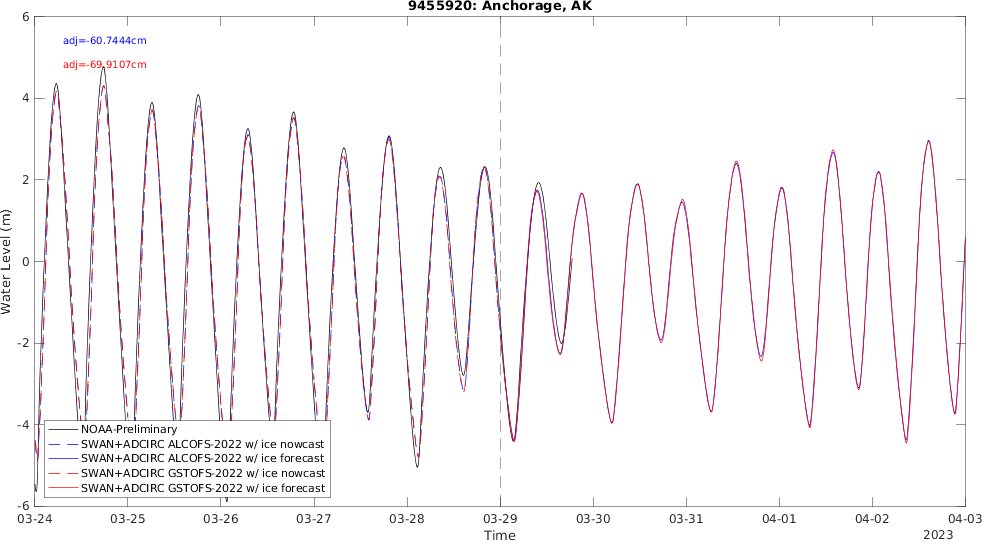 9455920: Anchorage, AK
6
adj=-60.7444cm
adj=-69.9107cm
4
2
0
-2
-4
-6
Water Level (m)
NOAA-Preliminary
SWAN+ADCIRC ALCOFS-2022 w/ ice nowcast
SWAN+ADCIRC ALCOFS-2022 w/ ice forecast
SWAN+ADCIRC GSTOFS-2022 w/ ice nowcast
SWAN+ADCIRC GSTOFS-2022 w/ ice forecast
03-24 03-25 03-26 03-27 03-28 03-29 03-30 03-31 04-01 04-02 04-03
Time
2023